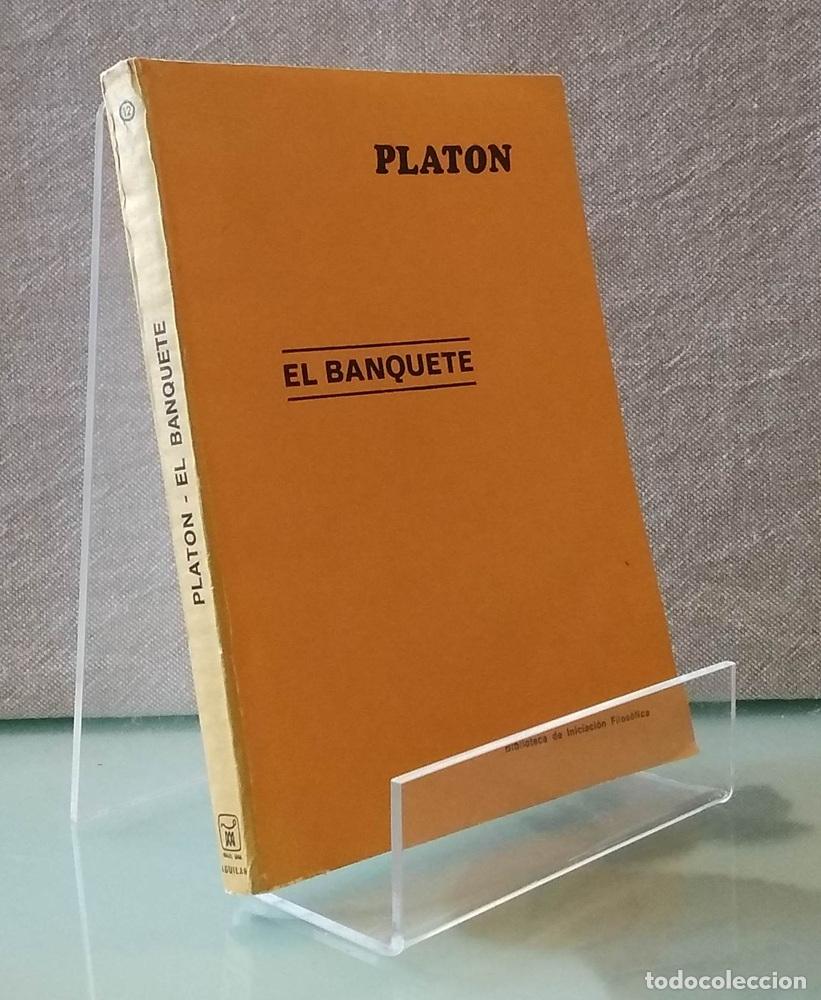 PLATON
EL BANQUETE
Biblioteca de Iniciación Filosófica
12
PLATON - EL BANQUETE
AGUILAR
todocoleccion